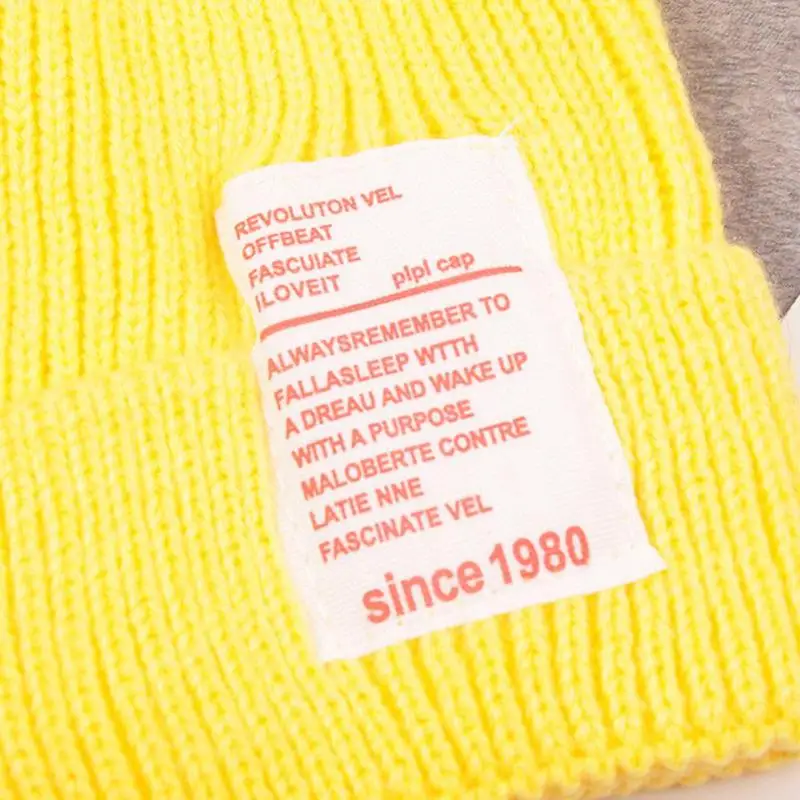 REVOLUTON VEL
OFFBEAT
FASCUIATE
ILOVEIT
plpl cap
ALWAYSREMEMBER TO
FALLASLEEP WTTH
A DREAU AND WAKE UP
WITH A PURPOSE
MALOBERTE CONTRE
LATIE NNE
FASCINATE VEL
since 1980